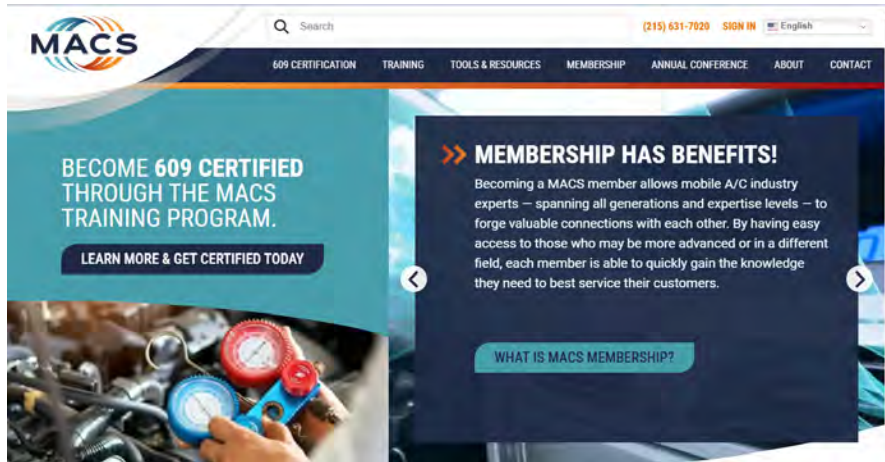 MACS
Search
(215) 631-7020 SIGN IN English
609 CERTIFICATION TRAINING TOOLS & RESOURCES MEMBERSHIP ANNUAL CONFERENCE ABOUT CONTACT
BECOME 609 CERTIFIED
THROUGH THE MACS
TRAINING PROGRAM.
LEARN MORE & GET CERTIFIED TODAY
MEMBERSHIP HAS BENEFITS!
Becoming a MACS member allows mobile A/C industry
experts — spanning all generations and expertise levels — to
forge valuable connections with each other. By having easy
access to those who may be more advanced or in a different
field, each member is able to quickly gain the knowledge
they need to best service their customers.
WHAT IS MACS MEMBERSHIP?